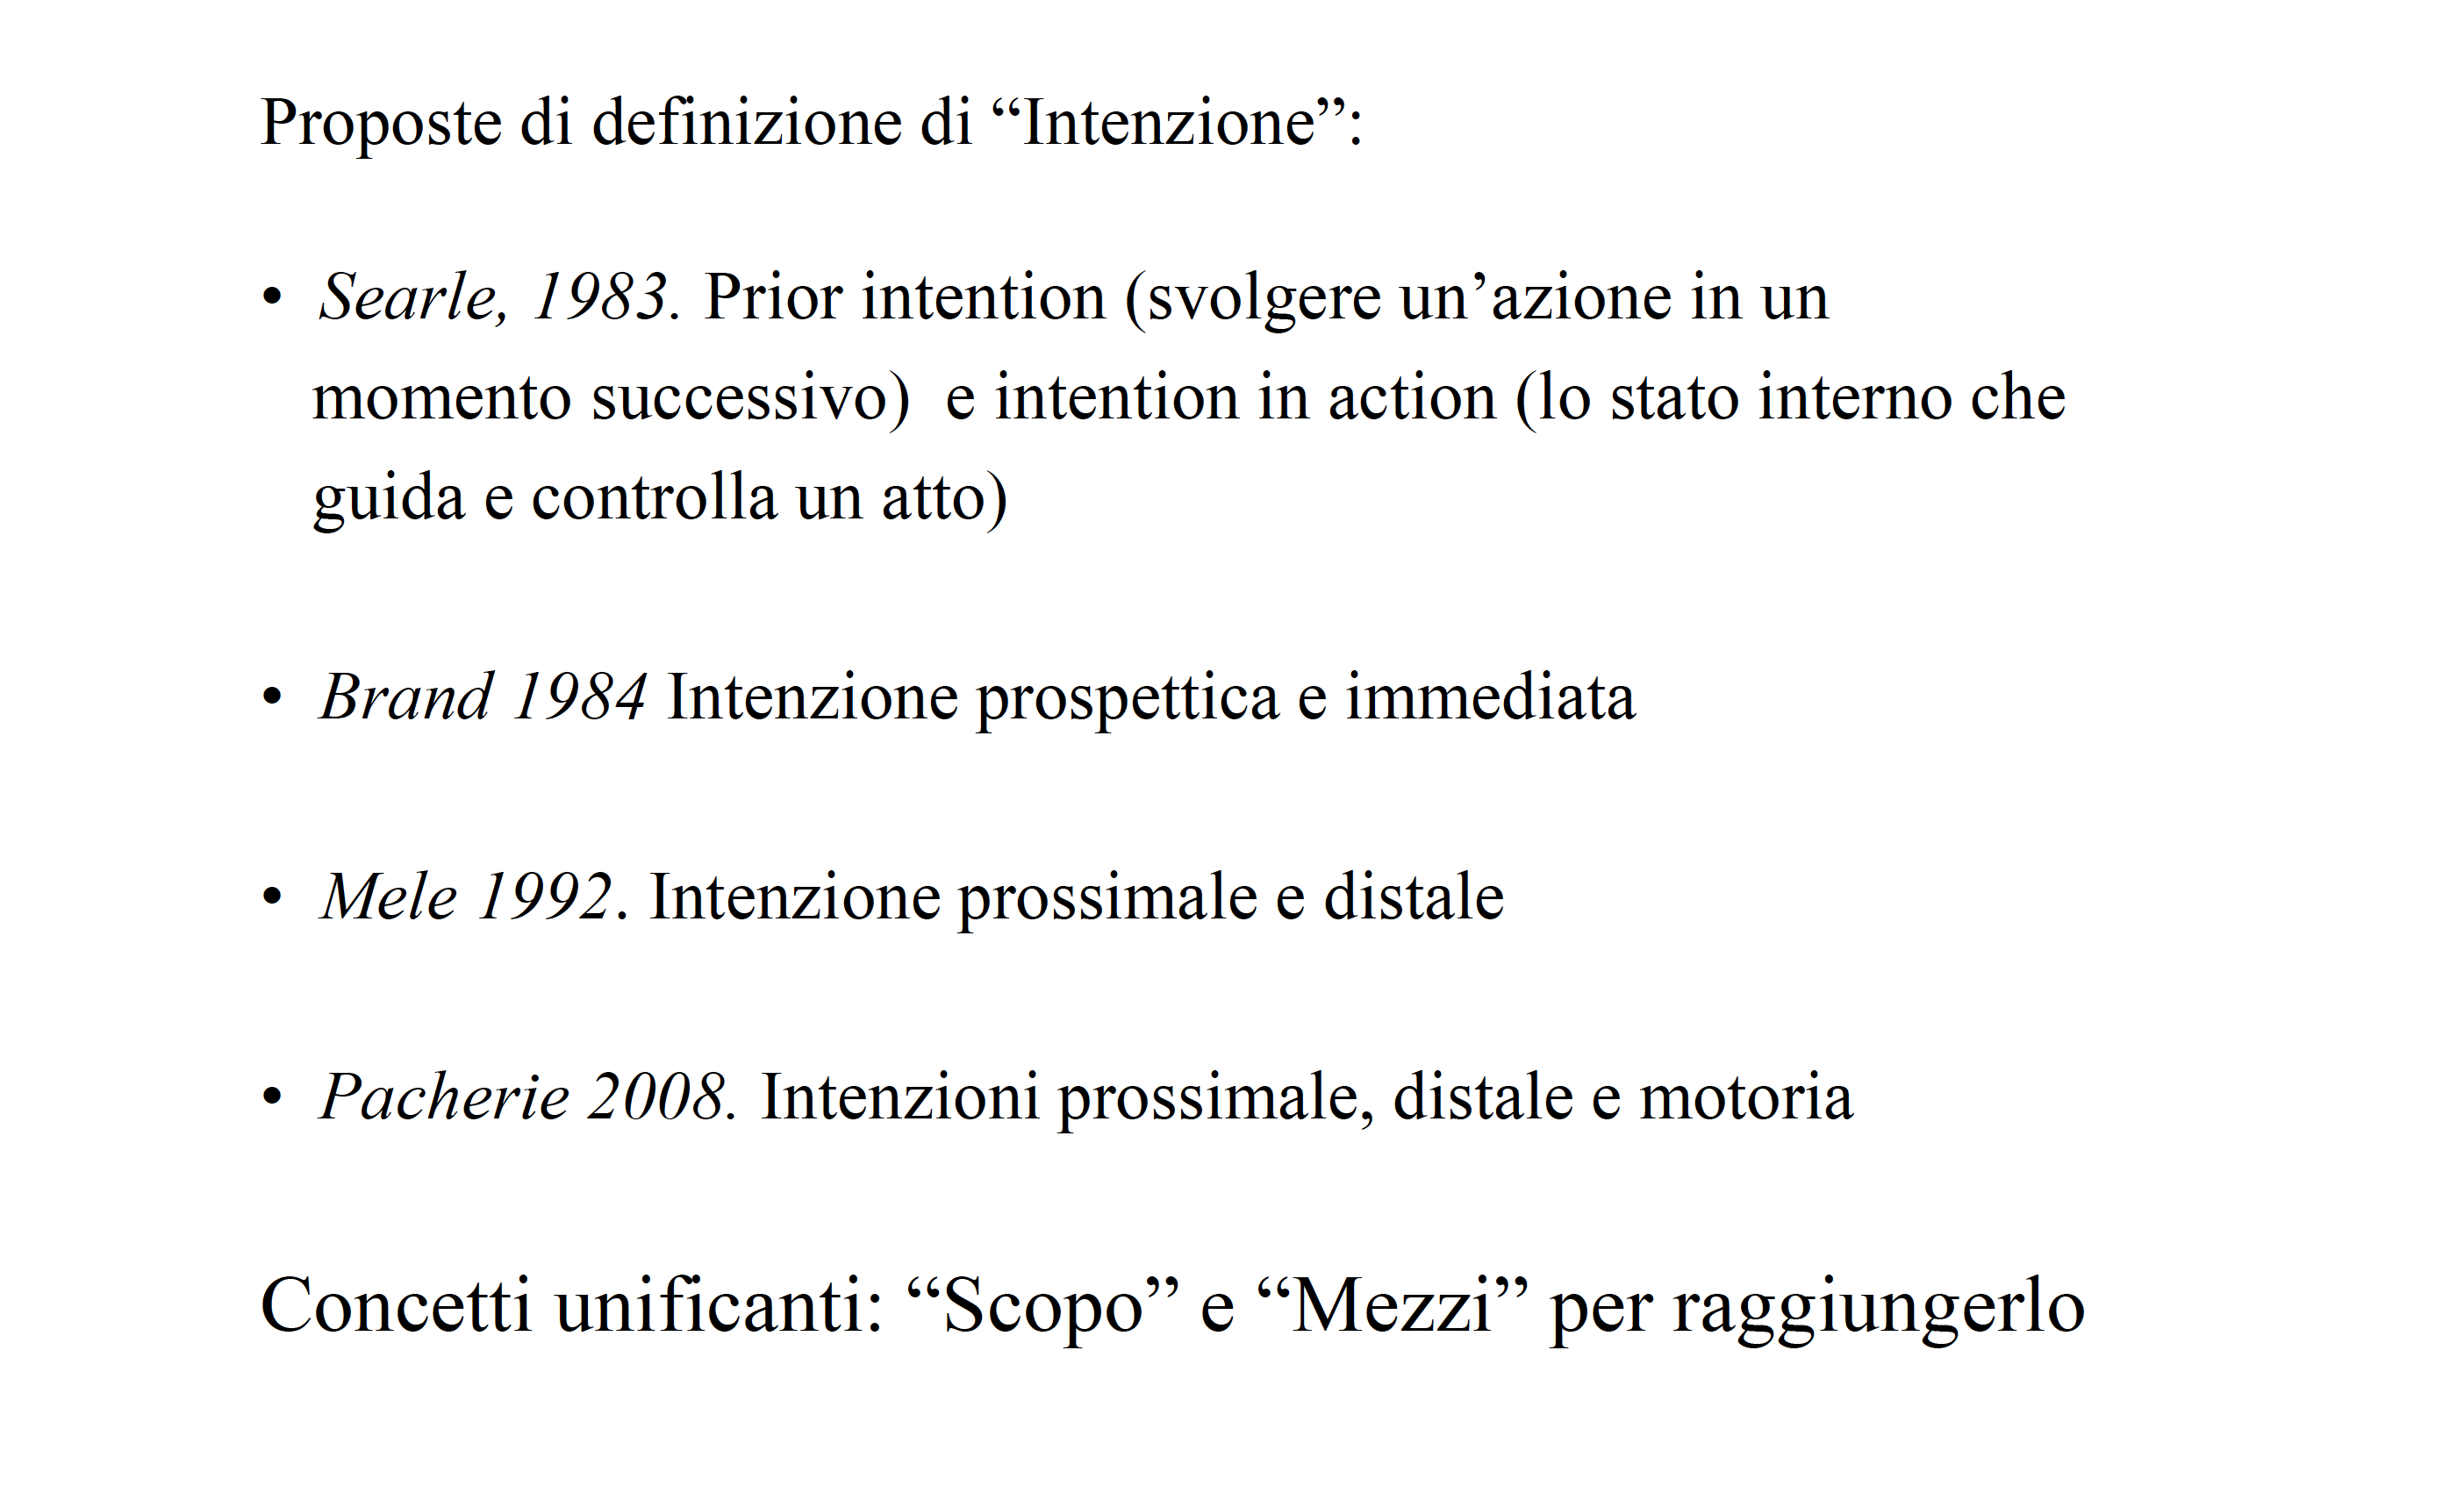 Proposte di definizione di “Intenzione”:
• Searle, 1983. Prior intention (svolgere un’azione in un
momento successivo)  e intention in action (lo stato interno che
guida e controlla un atto)
• Brand 1984 Intenzione prospettica e immediata
• Mele 1992. Intenzione prossimale e distale
• Pacherie 2008. Intenzioni prossimale, distale e motoria
Concetti unificanti: “Scopo” e “Mezzi” per raggiungerlo